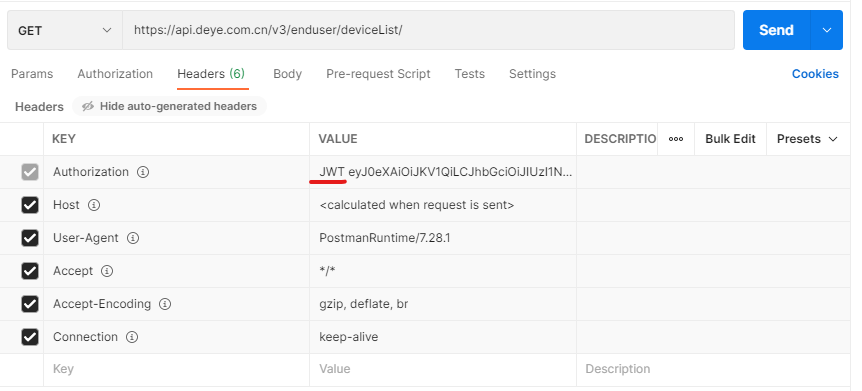 GET https://api.deye.com.cn/v3/enduser/deviceList/ Send
Params Authorization Headers (6) Body Pre-request Script Tests Settings Cookies
Headers Hide auto-generated headers
KEY VALUE DESCRIPTIO ooo Bulk Edit Presets
Authorization JWT eyJ0eXAiOiJKV1QiLCJhbGciOiJIUzI1N...
Host <calculated when request is sent>
User-Agent PostmanRuntime/7.28.1
Accept */*
Accept-Encoding gzip, deflate, br
Connection keep-alive
Key Value Description